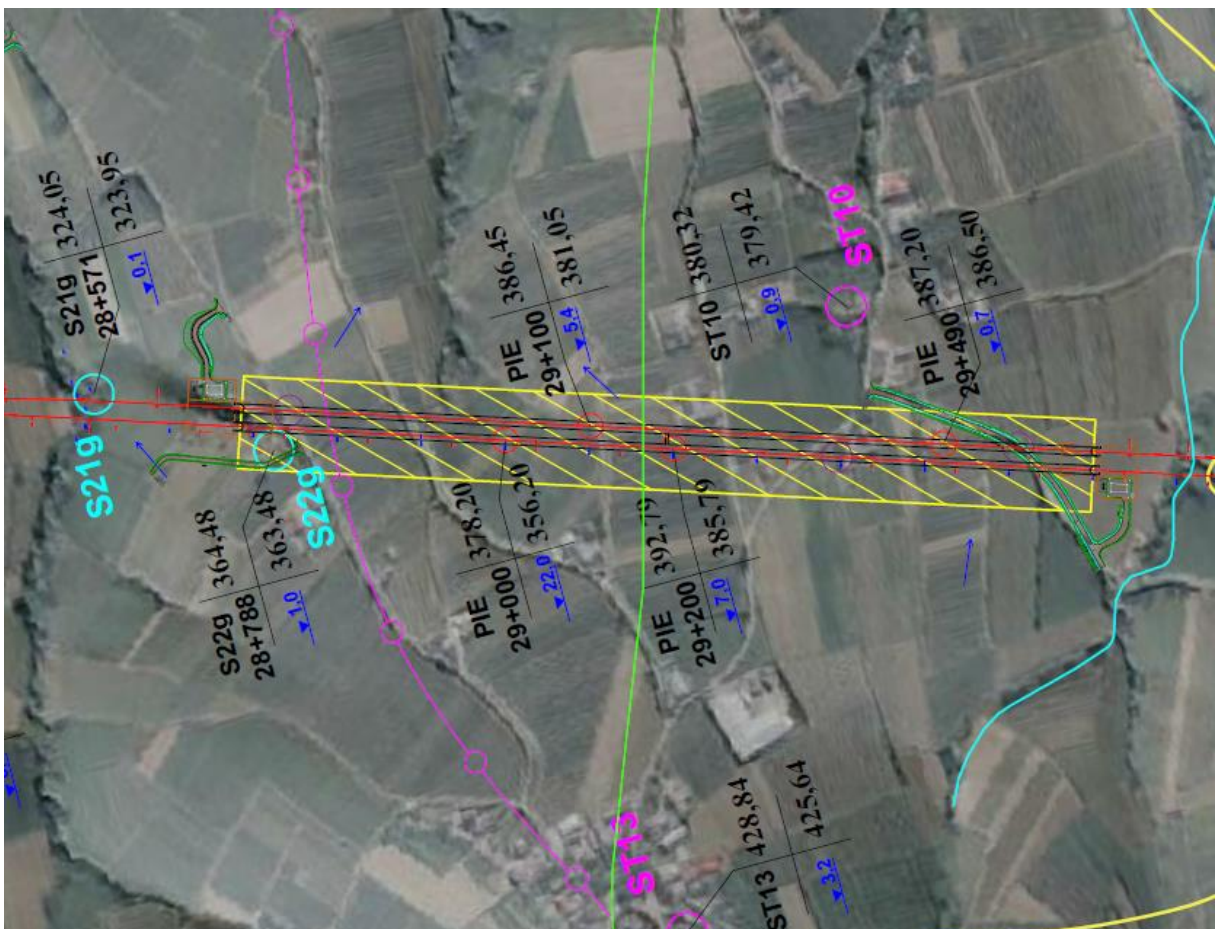 S21g 324,05
28+571 323,95
0,1
S21g
S22g 364,48
28+788 363,48
1,0
S22g
PIE 386,45
29+100 381,05
5,4
PIE 378,20
29+000 356,20
22,0
ST10 380,32
379,42
0,9
ST10
PIE 392,79
29+200 385,79
7,0
PIE 387,20
29+490 386,50
0,7
ST13
ST13 428,84
425,64
3,2